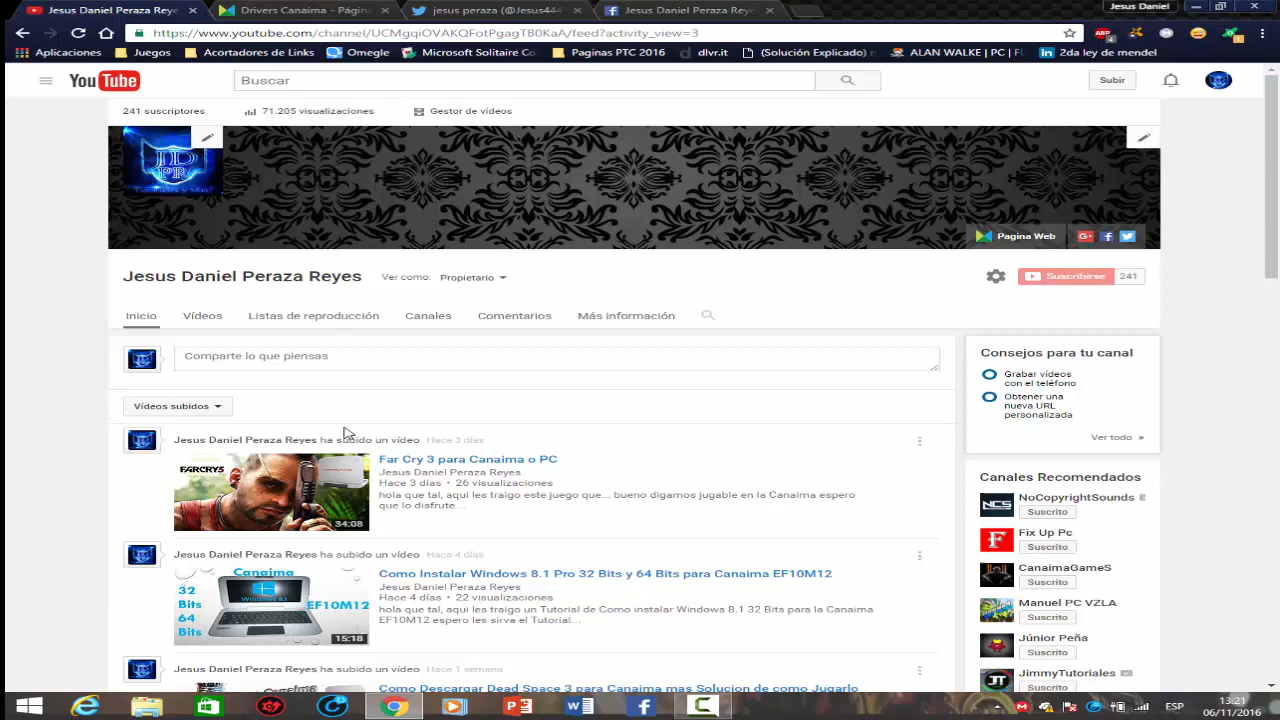 Jesus Daniel Peraza Reye
Drivers Canaima – Págin
jesus peraza (@Jesus44
Jesus Daniel Peraza Rey
Jesus Daniel
https://www.youtube.com/channel/
/feed?activity_view=3
Aplicaciones
Juegos
Acortadores de Links
Omegle
Microsoft Solitaire Co
Paginas PTC 2016
dlvr.it
(Solución Explicado) n
ALAN WALKE | PC | FL
2da ley de mendel
YouTube
Buscar
Subir
241 suscriptores
71.205 visualizaciones
Gestor de vídeos
JD
PR
Pagina Web
Jesus Daniel Peraza Reyes
Ver como: Propietario
Suscribirse 241
Inicio
Vídeos
Listas de reproducción
Canales
Comentarios
Más información
Comparte lo que piensas
Vídeos subidos
Jesus Daniel Peraza Reyes ha subido un vídeo Hace 3 días
FARCRY3
34:08
Far Cry 3 para Canaima o PC
Jesus Daniel Peraza Reyes
Hace 3 días • 26 visualizaciones
hola que tal, aqui les traigo este juego que... bueno digamos jugable en la Canaima espero
que lo disfrute...
Jesus Daniel Peraza Reyes ha subido un vídeo Hace 4 días
Canaima
32
Bits
64
Bits
EF10M12
15:18
Como Instalar Windows 8.1 Pro 32 Bits y 64 Bits para Canaima EF10M12
Jesus Daniel Peraza Reyes
Hace 4 días • 22 visualizaciones
hola que tal, aqui les traigo un Tutorial de Como instalar Windows 8.1 32 Bits para la Canaima
EF10M12 espero les sirva el Tutorial...
Jesus Daniel Peraza Reyes ha subido un vídeo Hace 1 semana
Como Descargar Dead Space 3 para Canaima mas Solucion de como Jugarlo
Consejos para tu canal
Grabar vídeos
con el teléfono
Obtener una
nueva URL
personalizada
Ver todo »
Canales Recomendados
NCS
NoCopyrightSounds
Suscrito
F
Fix Up Pc
Suscrito
CanaimaGameS
Suscrito
Manuel PC VZLA
Suscrito
Júnior Peña
Suscrito
JT
JimmyTutoriales
Suscrito
ESP
13:21
06/11/2016